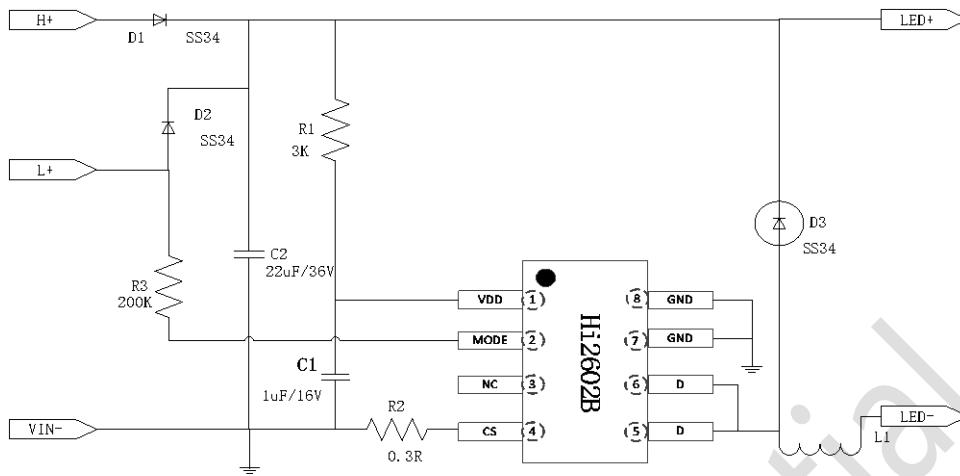 H+
D1 SS34
LED+
D2
SS34
R1
3K
L+
D3
SS34
C2
22uF/36V
R3
200K
VDD 1
8 GND
MODE 2
7 GND
Hi2602B
C1
1uF/16V
NC 3
6 D
R2
VIN-
CS 4
5 D
LED-
0.3R
L1
tial